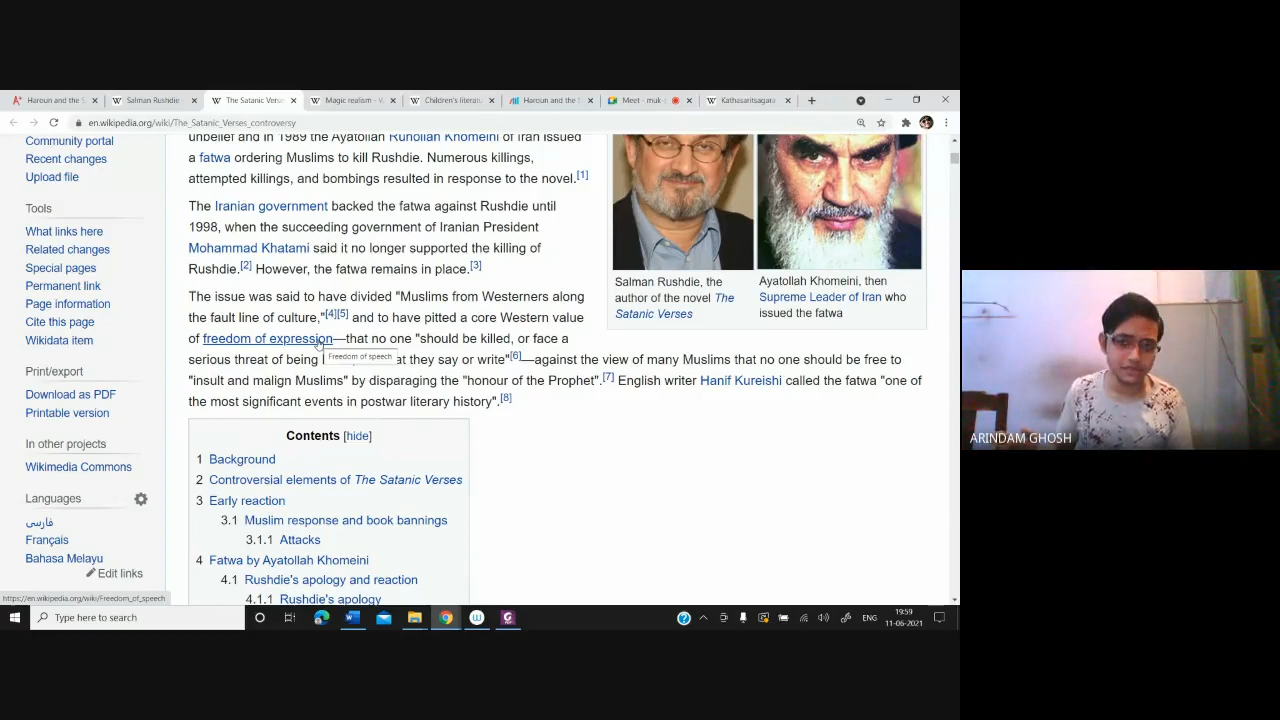 Haroun and the S
Salman Rushdie
The Satanic Verse
Magic realism - W
Children's literatu
Haroun and the S
Meet - muk-
Kathasaritsagara
en.wikipedia.org/wiki/The_Satanic_Verses_controversy
Community portal
Recent changes
Upload file
Tools
What links here
Related changes
Special pages
Permanent link
Page information
Cite this page
Wikidata item
Print/export
Download as PDF
Printable version
In other projects
Wikimedia Commons
Languages
فارسی
Français
Bahasa Melayu
Edit links
unbelief and in 1989 the Ayatollah Ruhollah Khomeini of Iran issued
a fatwa ordering Muslims to kill Rushdie. Numerous killings,
attempted killings, and bombings resulted in response to the novel.[1]
The Iranian government backed the fatwa against Rushdie until
1998, when the succeeding government of Iranian President
Mohammad Khatami said it no longer supported the killing of
Rushdie.[2] However, the fatwa remains in place.[3]
The issue was said to have divided "Muslims from Westerners along
the fault line of culture,"[4][5] and to have pitted a core Western value
of freedom of expression—that no one "should be killed, or face a
serious threat of being at they say or write"[6]—against the view of many Muslims that no one should be free to
"insult and malign Muslims" by disparaging the "honour of the Prophet".[7] English writer Hanif Kureishi called the fatwa "one of
the most significant events in postwar literary history".[8]
Freedom of speech
Salman Rushdie, the
author of the novel The
Satanic Verses
Ayatollah Khomeini, then
Supreme Leader of Iran who
issued the fatwa
Contents [hide]
1 Background
2 Controversial elements of The Satanic Verses
3 Early reaction
3.1 Muslim response and book bannings
3.1.1 Attacks
4 Fatwa by Ayatollah Khomeini
4.1 Rushdie's apology and reaction
4.1.1 Rushdie's apology
https://en.wikipedia.org/wiki/Freedom_of_speech
Type here to search
ENG
19:59
11-06-2021
ARINDAM GHOSH